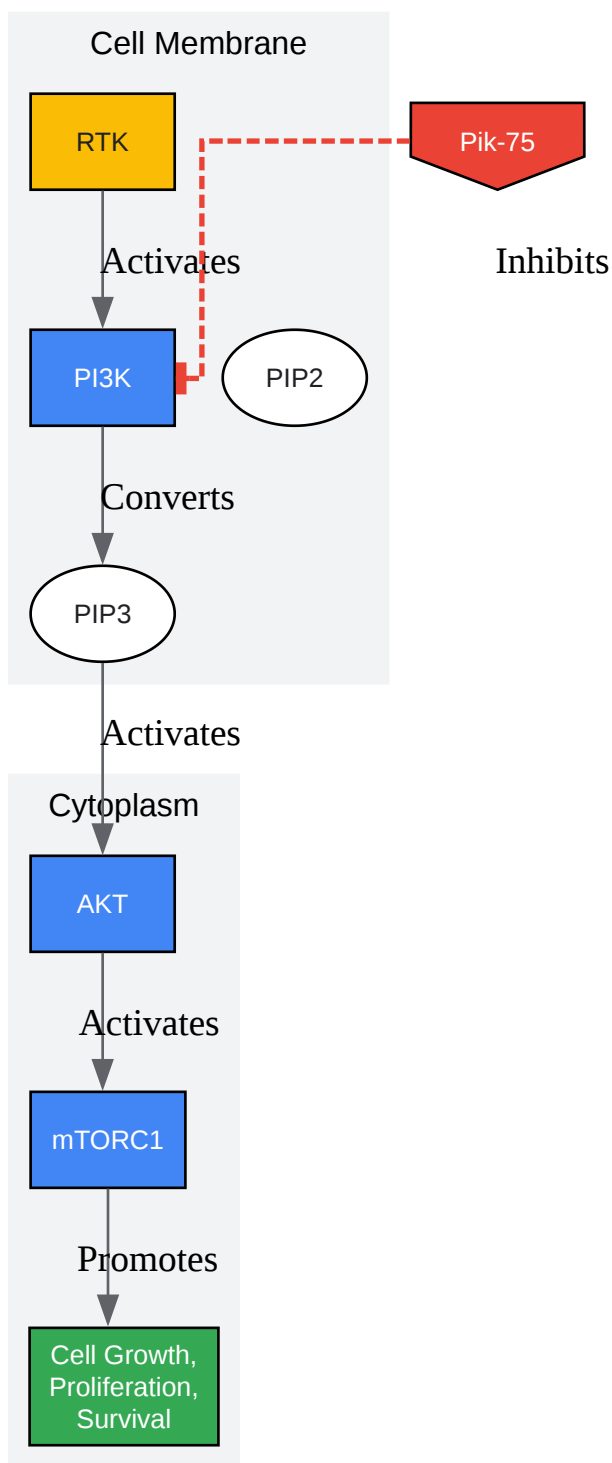 Cell Membrane
RTK
Pik-75
Activates
Inhibits
PI3K
PIP2
Converts
PIP3
Activates
Cytoplasm
AKT
Activates
mTORC1
Promotes
Cell Growth,
Proliferation,
Survival